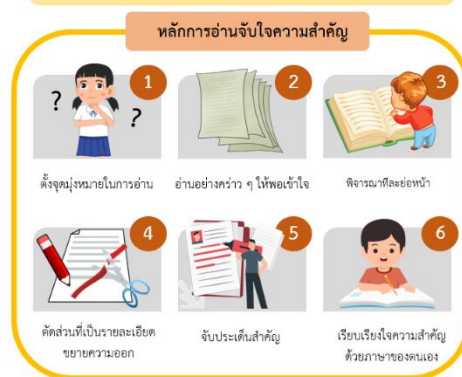 หลักการอ่านจับใจความสำคัญ
1
2
3
? ?
ตั้งจุดมุ่งหมายในการอ่าน
อ่านอย่างคร่าว ๆ ให้พอเข้าใจ
พิจารณาทีละย่อหน้า
4
5
6
ตัดส่วนที่เป็นรายละเอียด
ขยายความออก
จับประเด็นสำคัญ
เรียบเรียงใจความสำคัญ
ด้วยภาษาของตนเอง